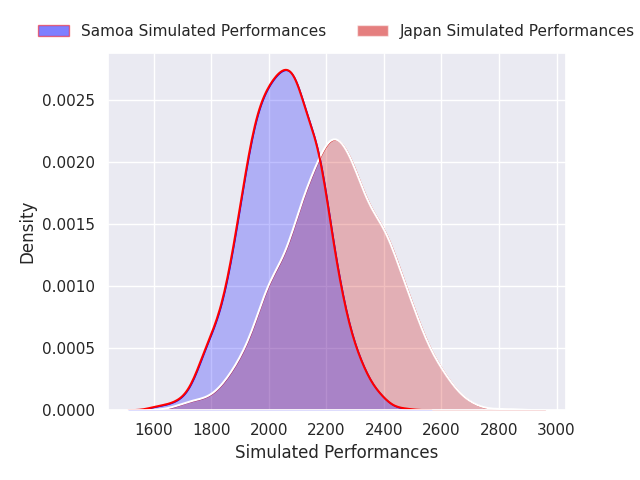 Samoa Simulated Performances
Japan Simulated Performances
0.0025
0.0020
0.0015
0.0010
0.0005
0.0000
Density
1600 1800 2000 2200 2400 2600 2800 3000
Simulated Performances